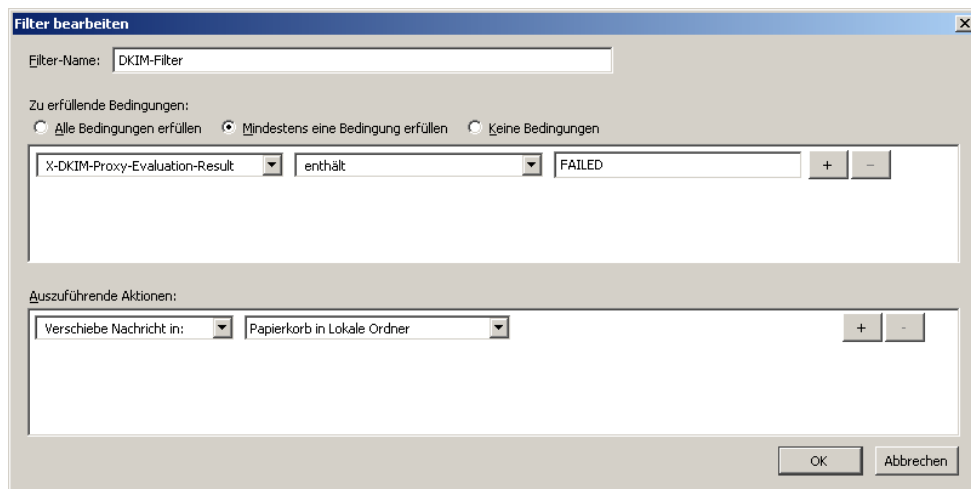 Filter bearbeiten
Filter-Name: DKIM-Filter
Zu erfüllende Bedingungen:
Alle Bedingungen erfüllen Mindestens eine Bedingung erfüllen Keine Bedingungen
X-DKIM-Proxy-Evaluation-Result enthält FAILED + -
Auszuführende Aktionen:
Verschiebe Nachricht in: Papierkorb in Lokale Ordner + -
OK Abbrechen